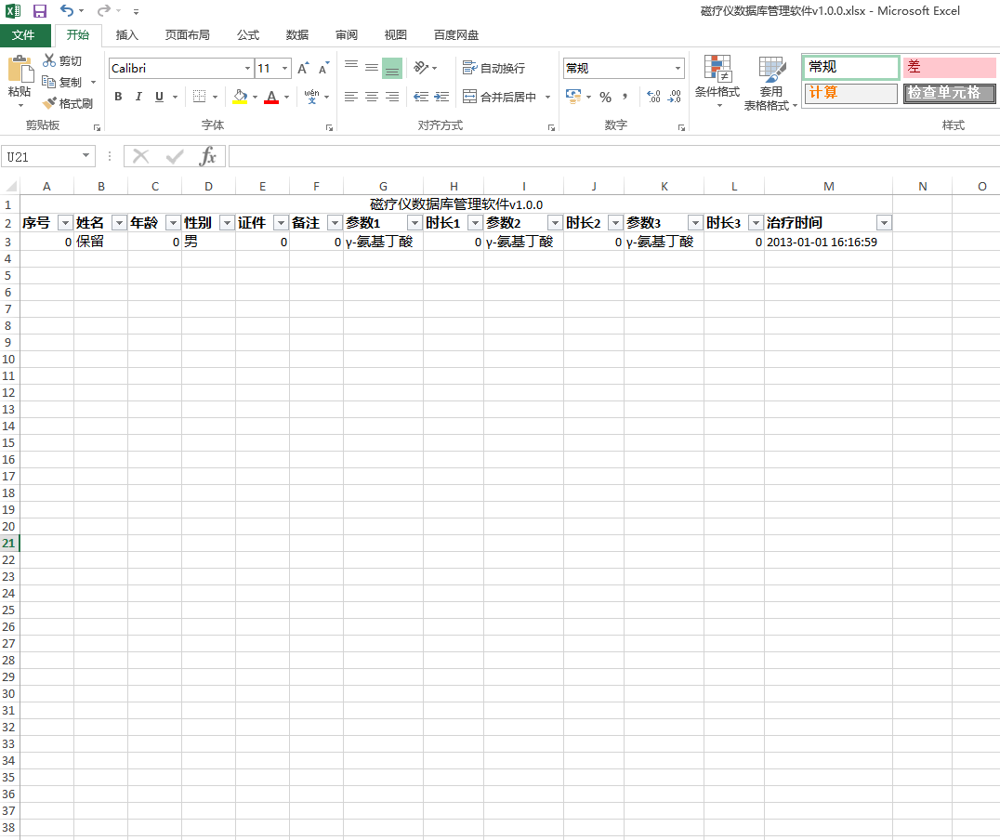 磁疗仪数据库管理软件v1.0.0.xlsx - Microsoft Excel
文件 开始 插入 页面布局 公式 数据 审阅 视图 百度网盘
粘贴 剪切 复制 格式刷
Calibri 11 A A
B I U A wén 文
自动换行
合并后居中
常规
% , .0 .00 .00 .0
条件格式 套用 表格格式
常规 差
计算 检查单元格
剪贴板 字体 对齐方式 数字 样式
U21 fx
A B C D E F G H I J K L M N O
1 磁疗仪数据库管理软件v1.0.0
2 序号 姓名 年龄 性别 证件 备注 参数1 时长1 参数2 时长2 参数3 时长3 治疗时间
3 0 保留 0 男 0 0 γ-氨基丁酸 0 γ-氨基丁酸 0 γ-氨基丁酸 0 2013-01-01 16:16:59
4
5
6
7
8
9
10
11
12
13
14
15
16
17
18
19
20
21
22
23
24
25
26
27
28
29
30
31
32
33
34
35
36
37
38